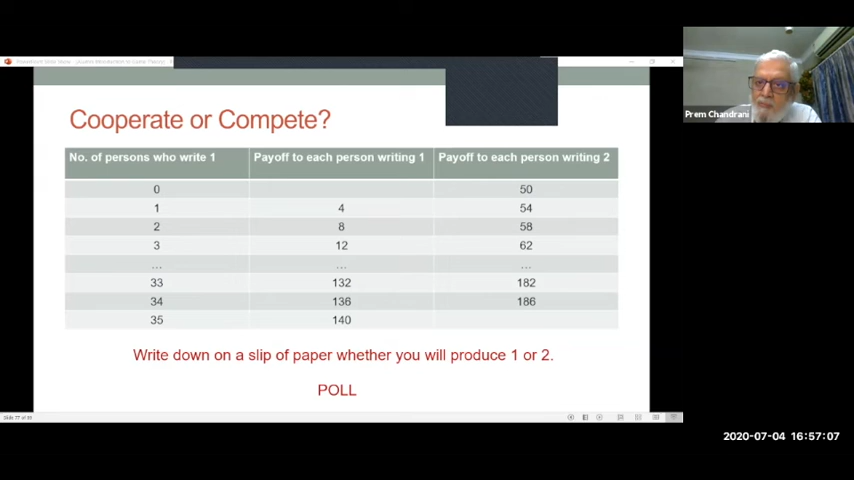 Cooperate or Compete?
No. of persons who write 1 Payoff to each person writing 1 Payoff to each person writing 2
0 50
1 4 54
2 8 58
3 12 62
... ... ...
33 132 182
34 136 186
35 140
Write down on a slip of paper whether you will produce 1 or 2.
POLL
Prem Chandrani
2020-07-04 16:57:07